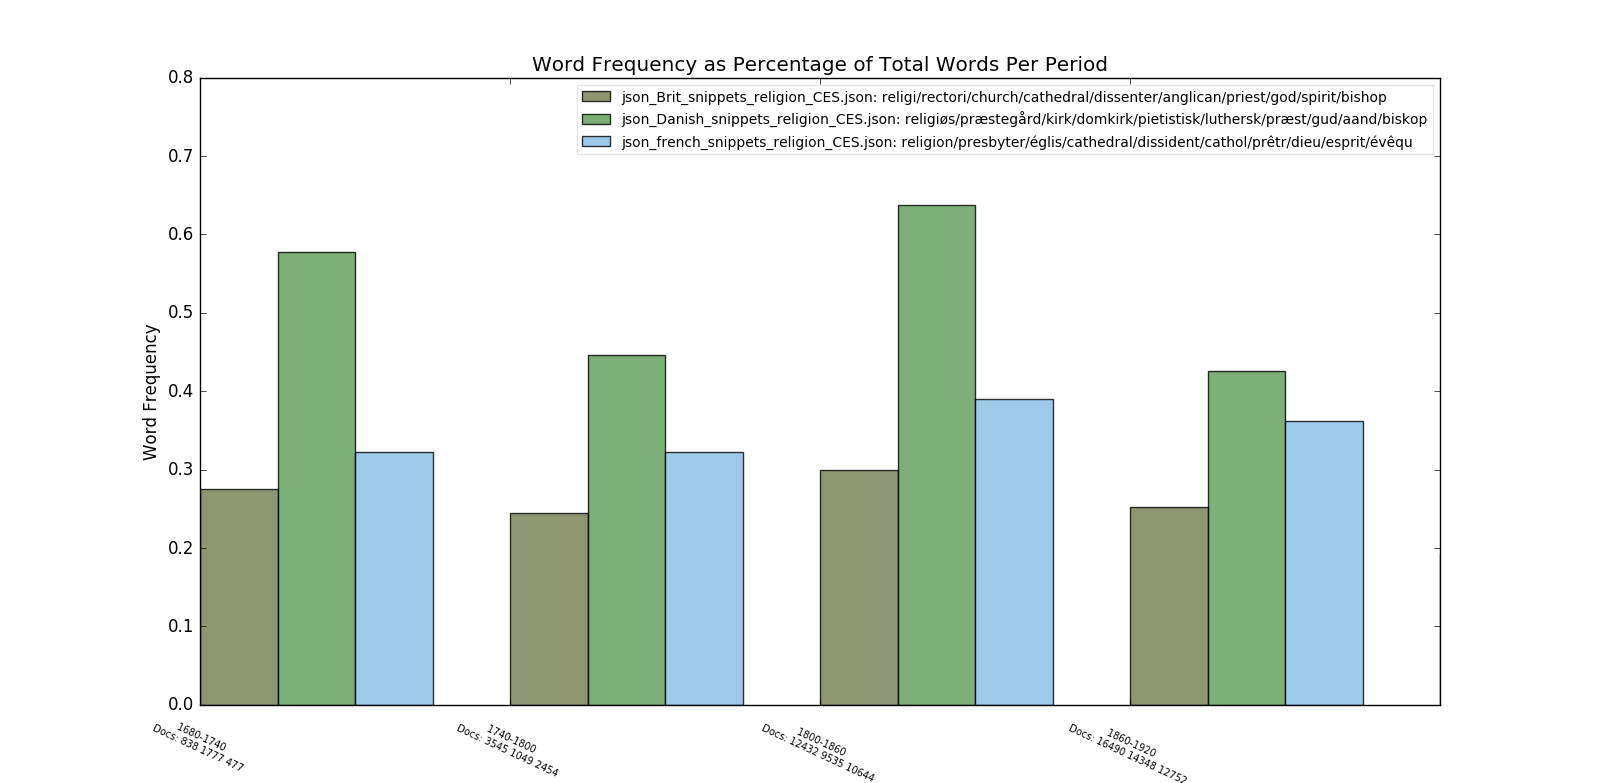 Word Frequency as Percentage of Total Words Per Period
json_Brit_snippets_religion_CES.json: religi/rectori/church/cathedral/dissenter/anglican/priest/god/spirit/bishop
json_Danish_snippets_religion_CES.json: religiøs/præstegård/kirk/domkirk/pietistisk/luthersk/præst/gud/aand/biskop
json_french_snippets_religion_CES.json: religion/presbyter/églis/cathedral/dissident/cathol/prêtr/dieu/esprit/évêqu
Word Frequency
0.8
0.7
0.6
0.5
0.4
0.3
0.2
0.1
0.0
1680-1740
Docs: 838 1777 477
1740-1800
Docs: 3545 1049 2454
1800-1860
Docs: 12432 9535 10644
1860-1920
Docs: 16490 14348 12752